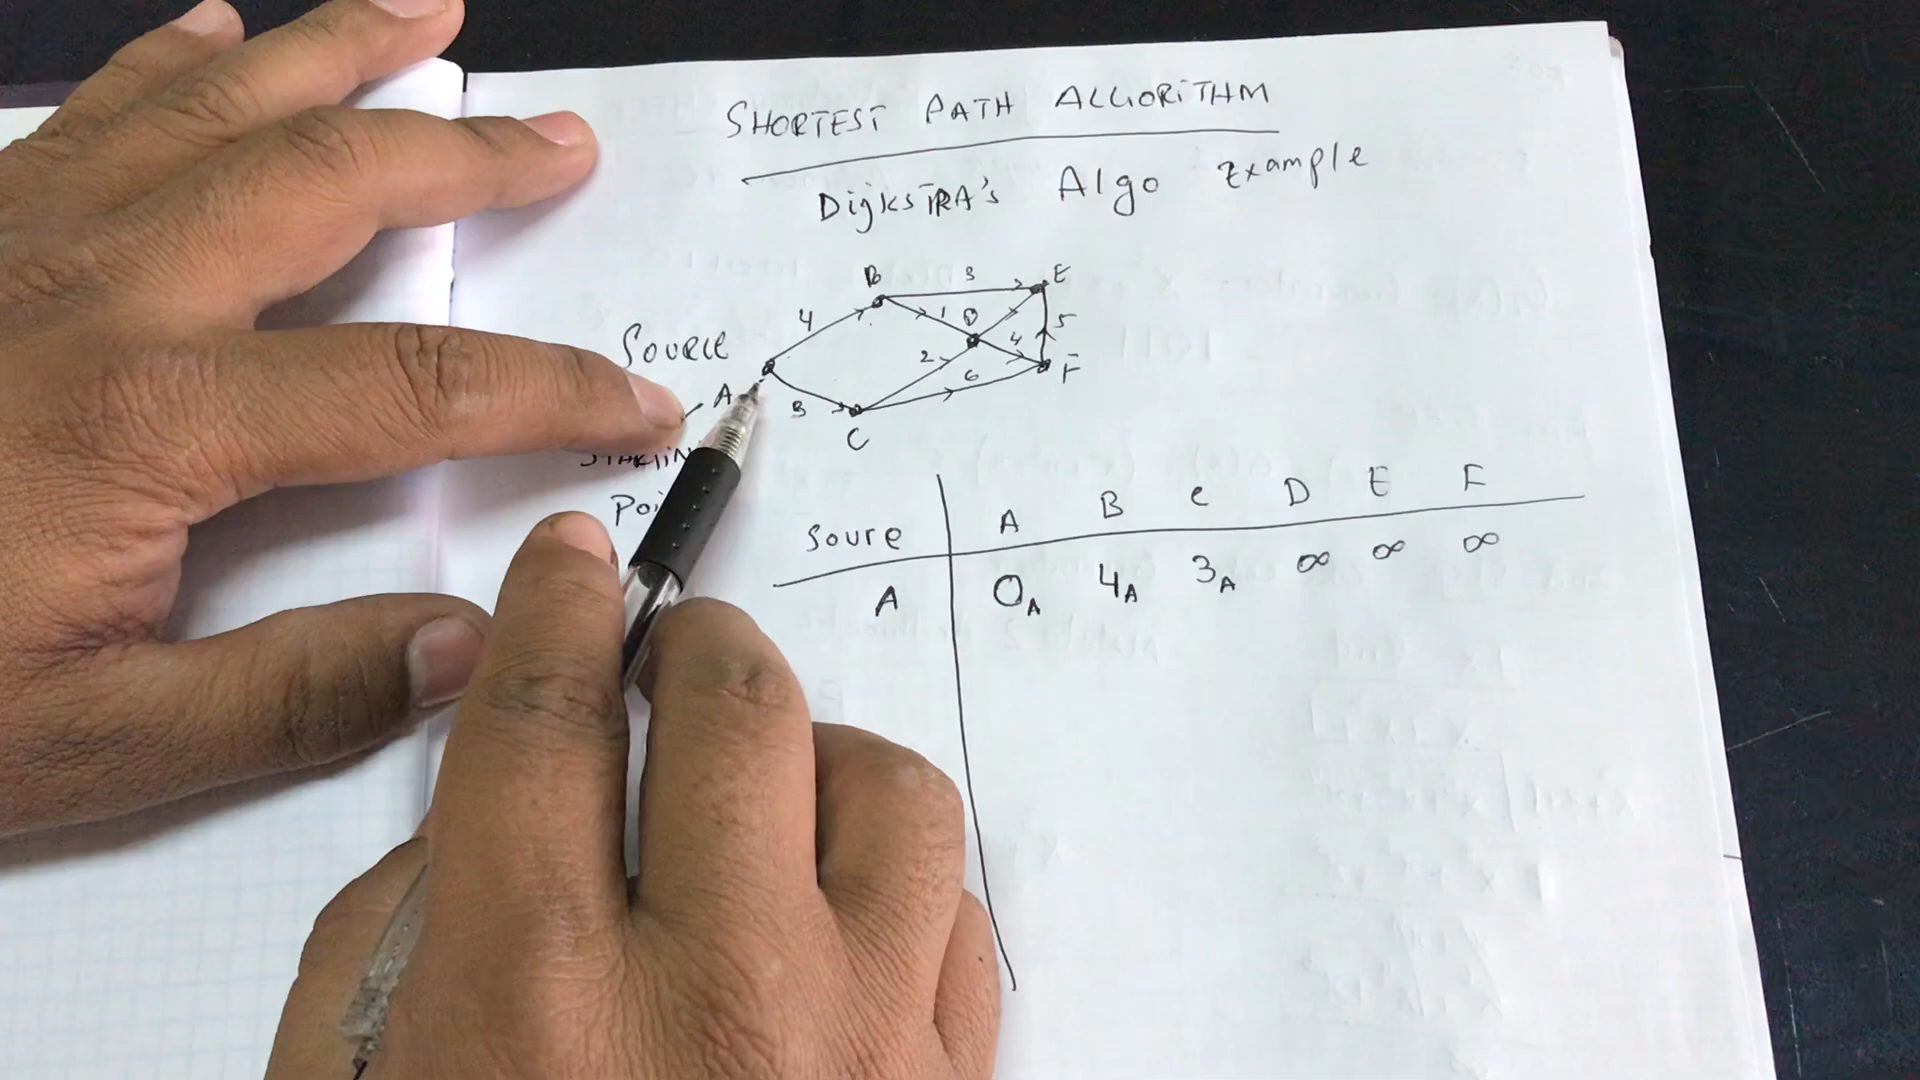 SHORTEST PATH ALGORITHM
Dijkstra's Algo Example
B 3 E
4 1 D
5
Source 2 4
A 6 F
3
C
Soure A B C D E F
A 0A 4A 3A ∞ ∞ ∞